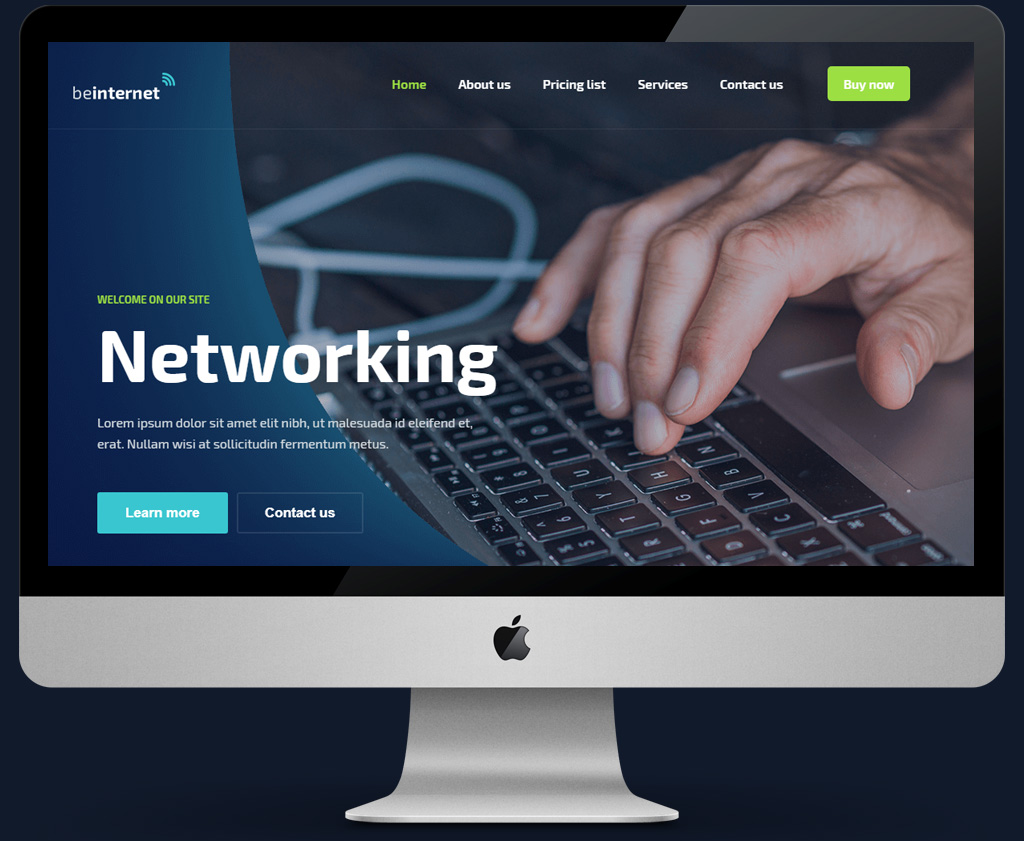 beinternet
Home About us Pricing list Services Contact us Buy now
WELCOME ON OUR SITE
Networking
Lorem ipsum dolor sit amet elit nibh, ut malesuada id eleifend et,
erat. Nullam wisi at sollicitudin fermentum metus.
Learn more Contact us